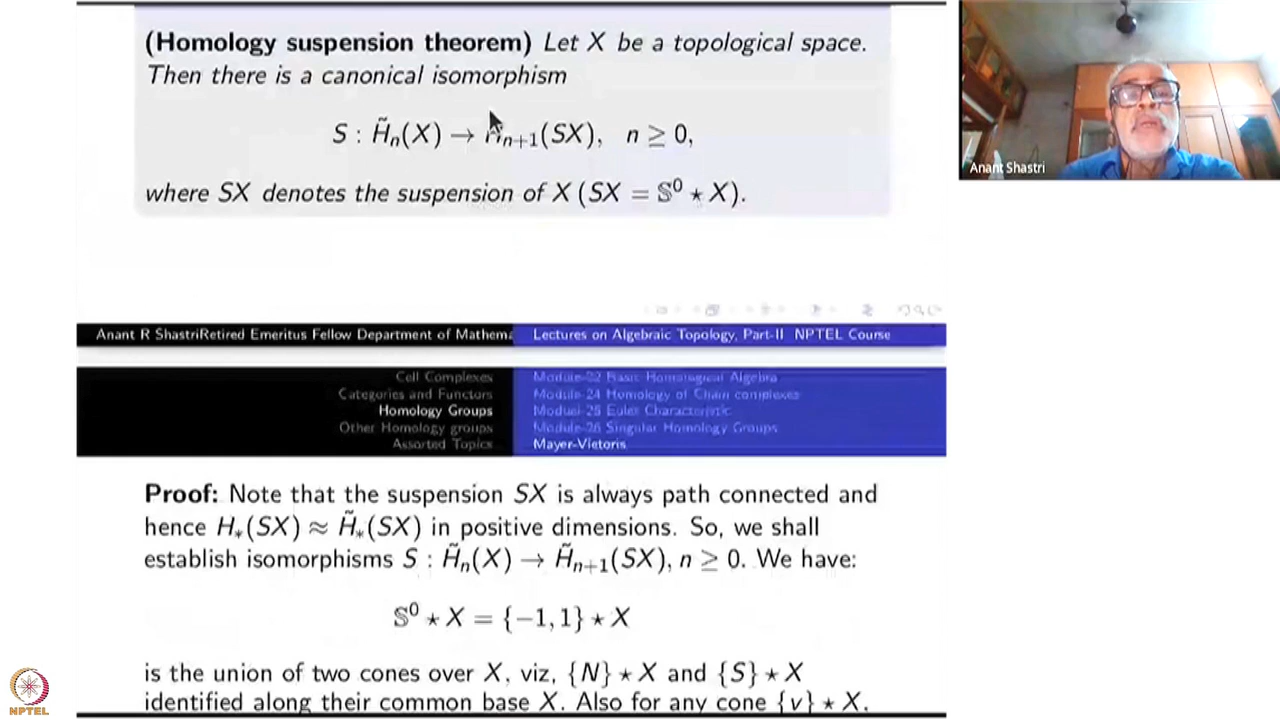 (Homology suspension theorem) Let X be a topological space.
Then there is a canonical isomorphism
S : H̃ₙ(X) → Hₙ₊₁(SX), n ≥ 0,
where SX denotes the suspension of X (SX = 𝕊⁰ ⋆ X).
Anant Shastri
Anant R ShastriRetired Emeritus Fellow Department of Mathema
Lectures on Algebraic Topology, Part-II NPTEL Course
Cell Complexes
Categories and Functors
Homology Groups
Other Homology groups
Assorted Topics
Module-22 Basic Homological Algebra
Module-24 Homology of Chain complexes
Moduel-25 Euler Characteristic
Module-26 Singular Homology Groups
Mayer-Vietoris
Proof: Note that the suspension SX is always path connected and
hence H⁎(SX) ≈ H̃⁎(SX) in positive dimensions. So, we shall
establish isomorphisms S : H̃ₙ(X) → H̃ₙ₊₁(SX), n ≥ 0. We have:
𝕊⁰ ⋆ X = {−1, 1} ⋆ X
is the union of two cones over X, viz, {N} ⋆ X and {S} ⋆ X
identified along their common base X. Also for any cone {v} ⋆ X.
NPTEL